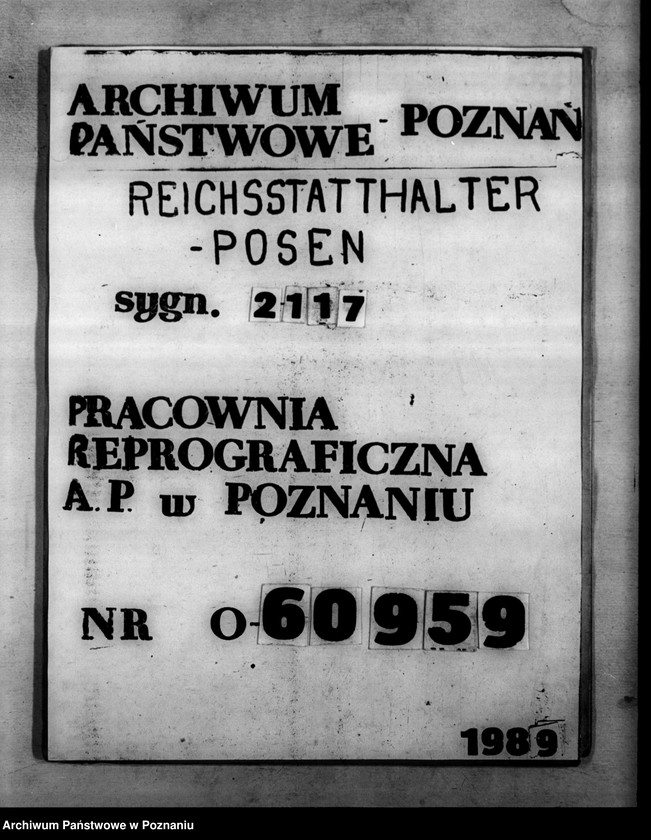 ARCHIWUM
PAŃSTWOWE - POZNAŃ
REICHSSTATTHALTER
-POSEN
sygn. 2117
PRACOWNIA
REPROGRAFICZNA
A.P. w POZNANIU
NR O-60959
1989
Archiwum Państwowe w Poznaniu